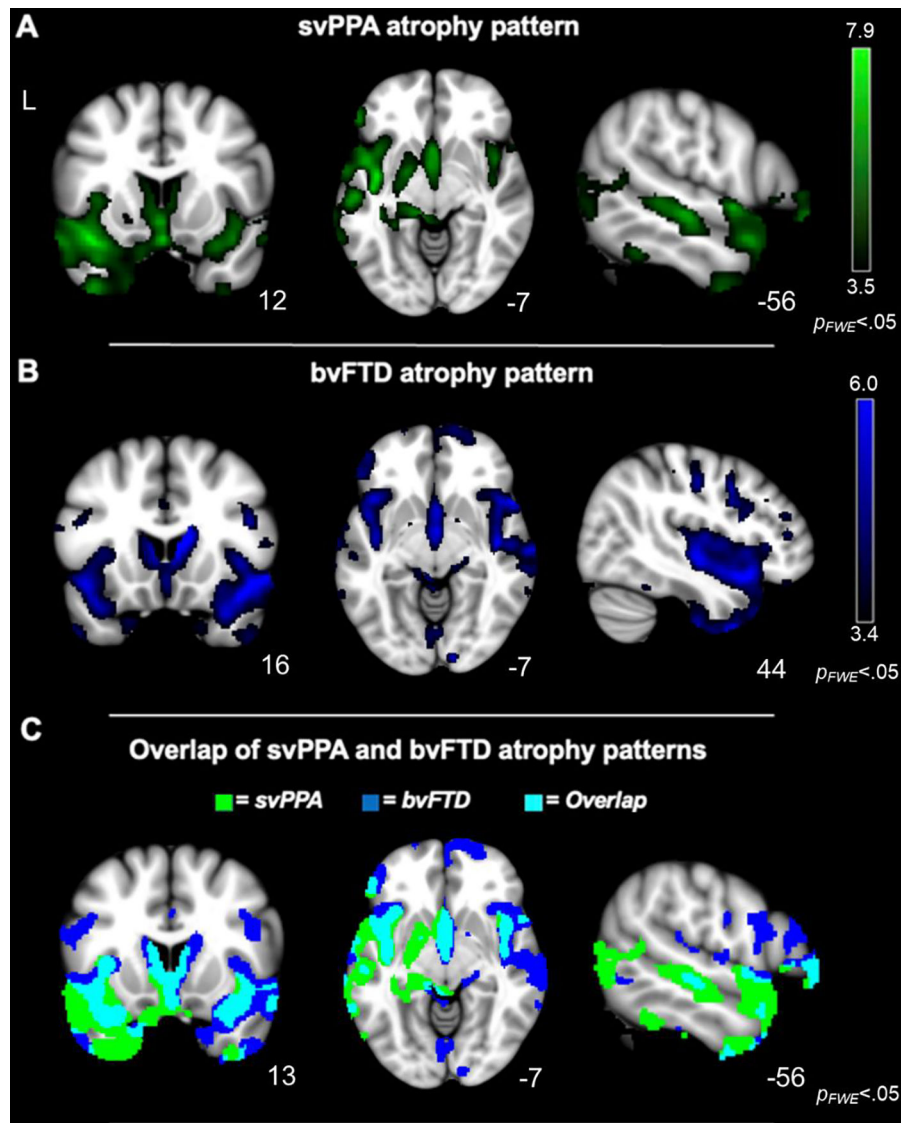 A
svPPA atrophy pattern
7.9
L
12
-7
-56
3.5
pFWE<.05
B
bvFTD atrophy pattern
6.0
16
-7
44
3.4
pFWE<.05
C
Overlap of svPPA and bvFTD atrophy patterns
= svPPA = bvFTD = Overlap
13
-7
-56
pFWE<.05